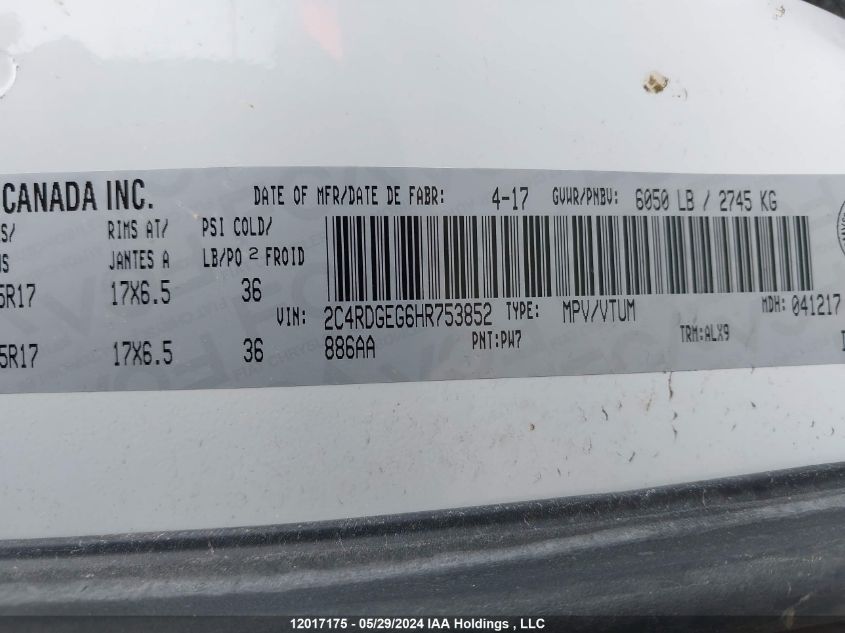 CANADA INC. DATE OF MFR/DATE DE FABR: 4-17 GVWR/PNBV: 6050 LB / 2745 KG
S/ RIMS AT/ PSI COLD/
US JANTES A LB/PO 2 FROID
5R17 17X6.5 36
VIN: 2C4RDGEG6HR753852 TYPE: MPV/VTUM MDH: 041217
5R17 17X6.5 36 886AA PNT:PW7 TRM:ALX9
12017175 - 05/29/2024 IAA Holdings , LLC